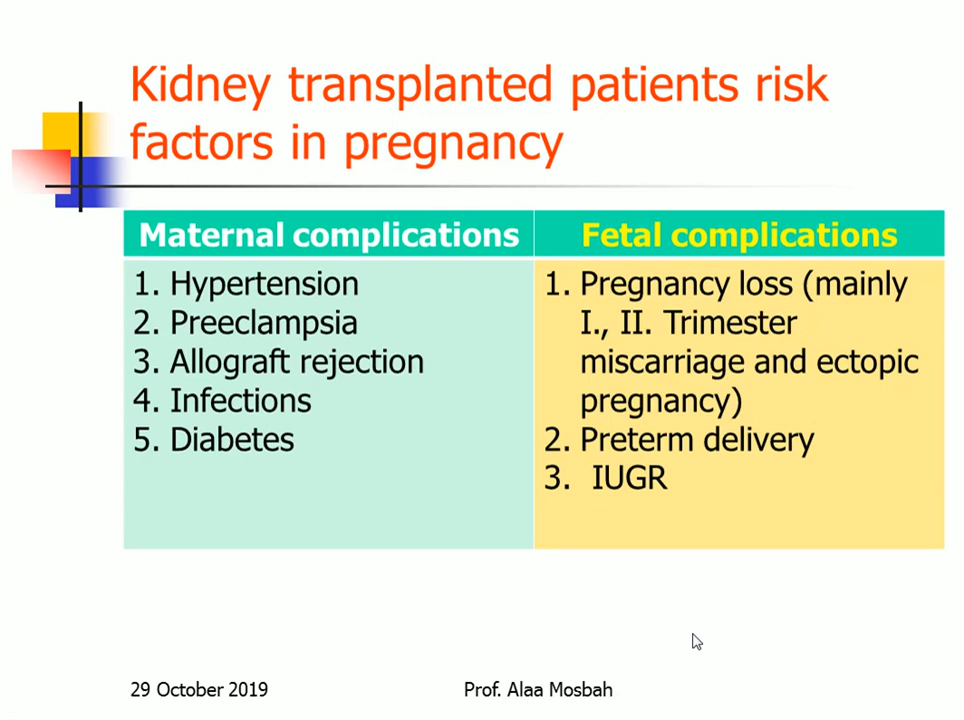 Kidney transplanted patients risk
factors in pregnancy
Maternal complications
1. Hypertension
2. Preeclampsia
3. Allograft rejection
4. Infections
5. Diabetes
Fetal complications
1. Pregnancy loss (mainly
I., II. Trimester
miscarriage and ectopic
pregnancy)
2. Preterm delivery
3. IUGR
29 October 2019
Prof. Alaa Mosbah